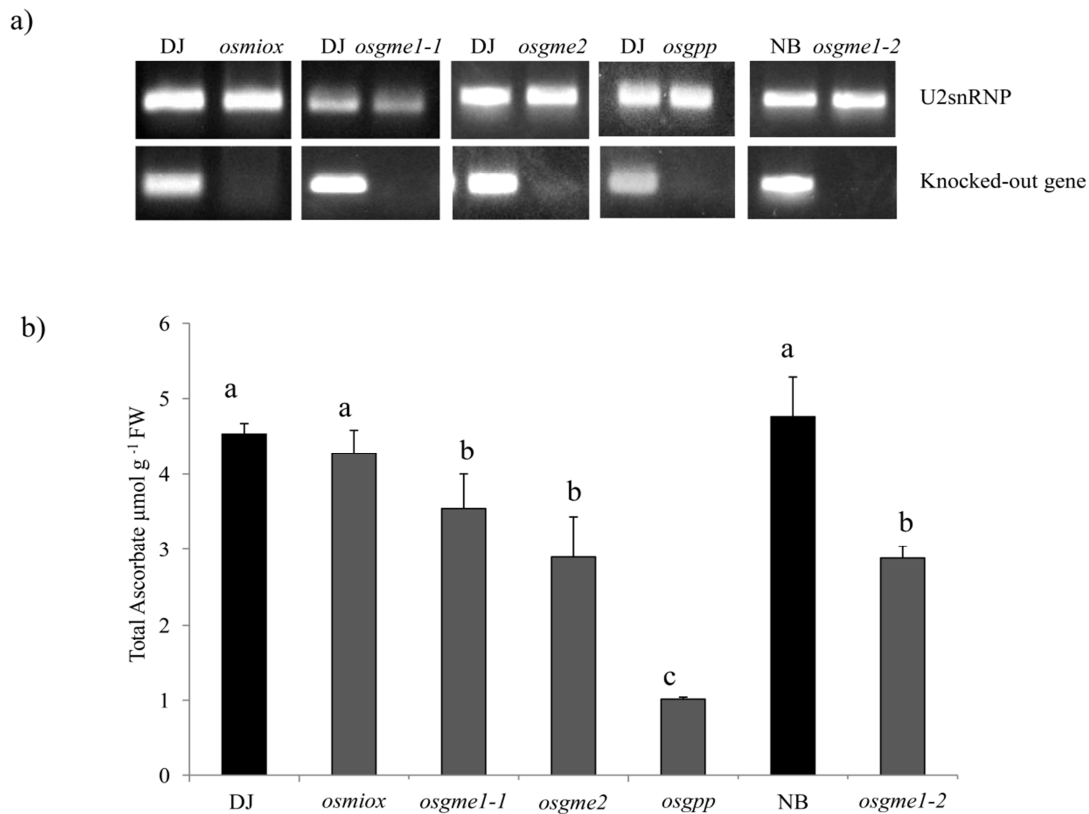 a)
DJ osmiox DJ osgme1-1 DJ osgme2 DJ osgpp NB osgme1-2
U2snRNP
Knocked-out gene
b)
6
5
4
3
2
1
0
Total Ascorbate µmol g -1 FW
a
a
b
b
c
a
b
DJ osmiox osgme1-1 osgme2 osgpp NB osgme1-2